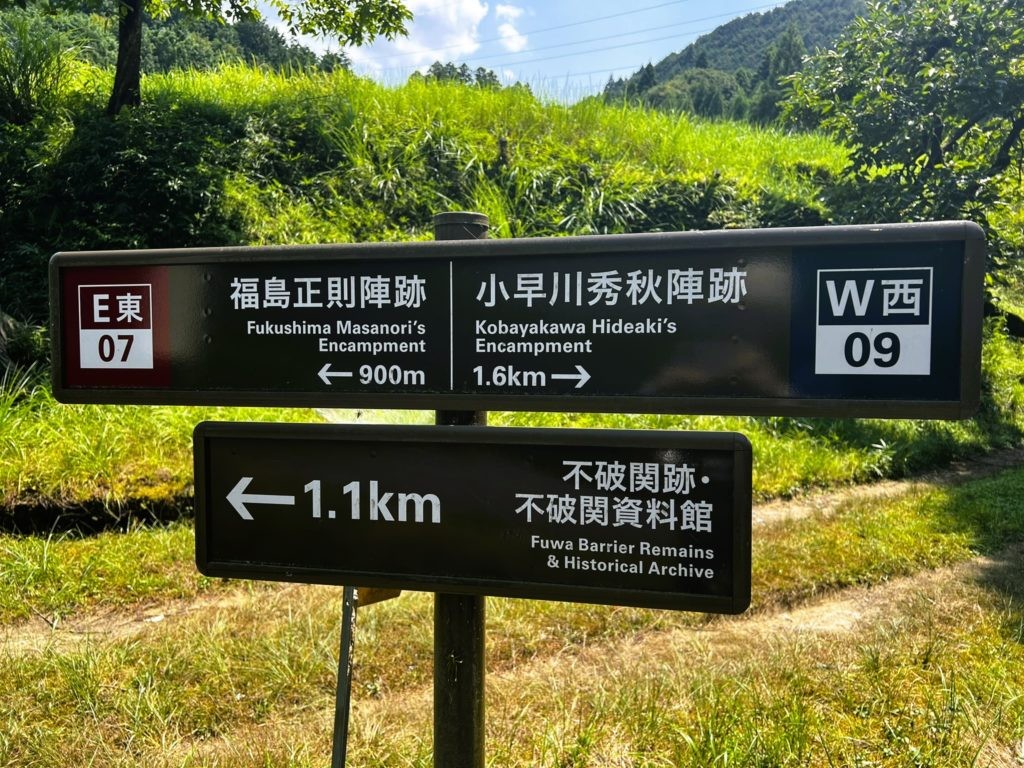 E東
07
福島正則陣跡
Fukushima Masanori's
Encampment
←900m
小早川秀秋陣跡
Kobayakawa Hideaki's
Encampment
1.6km→
W西
09
←1.1km
不破関跡・
不破関資料館
Fuwa Barrier Remains
& Historical Archive